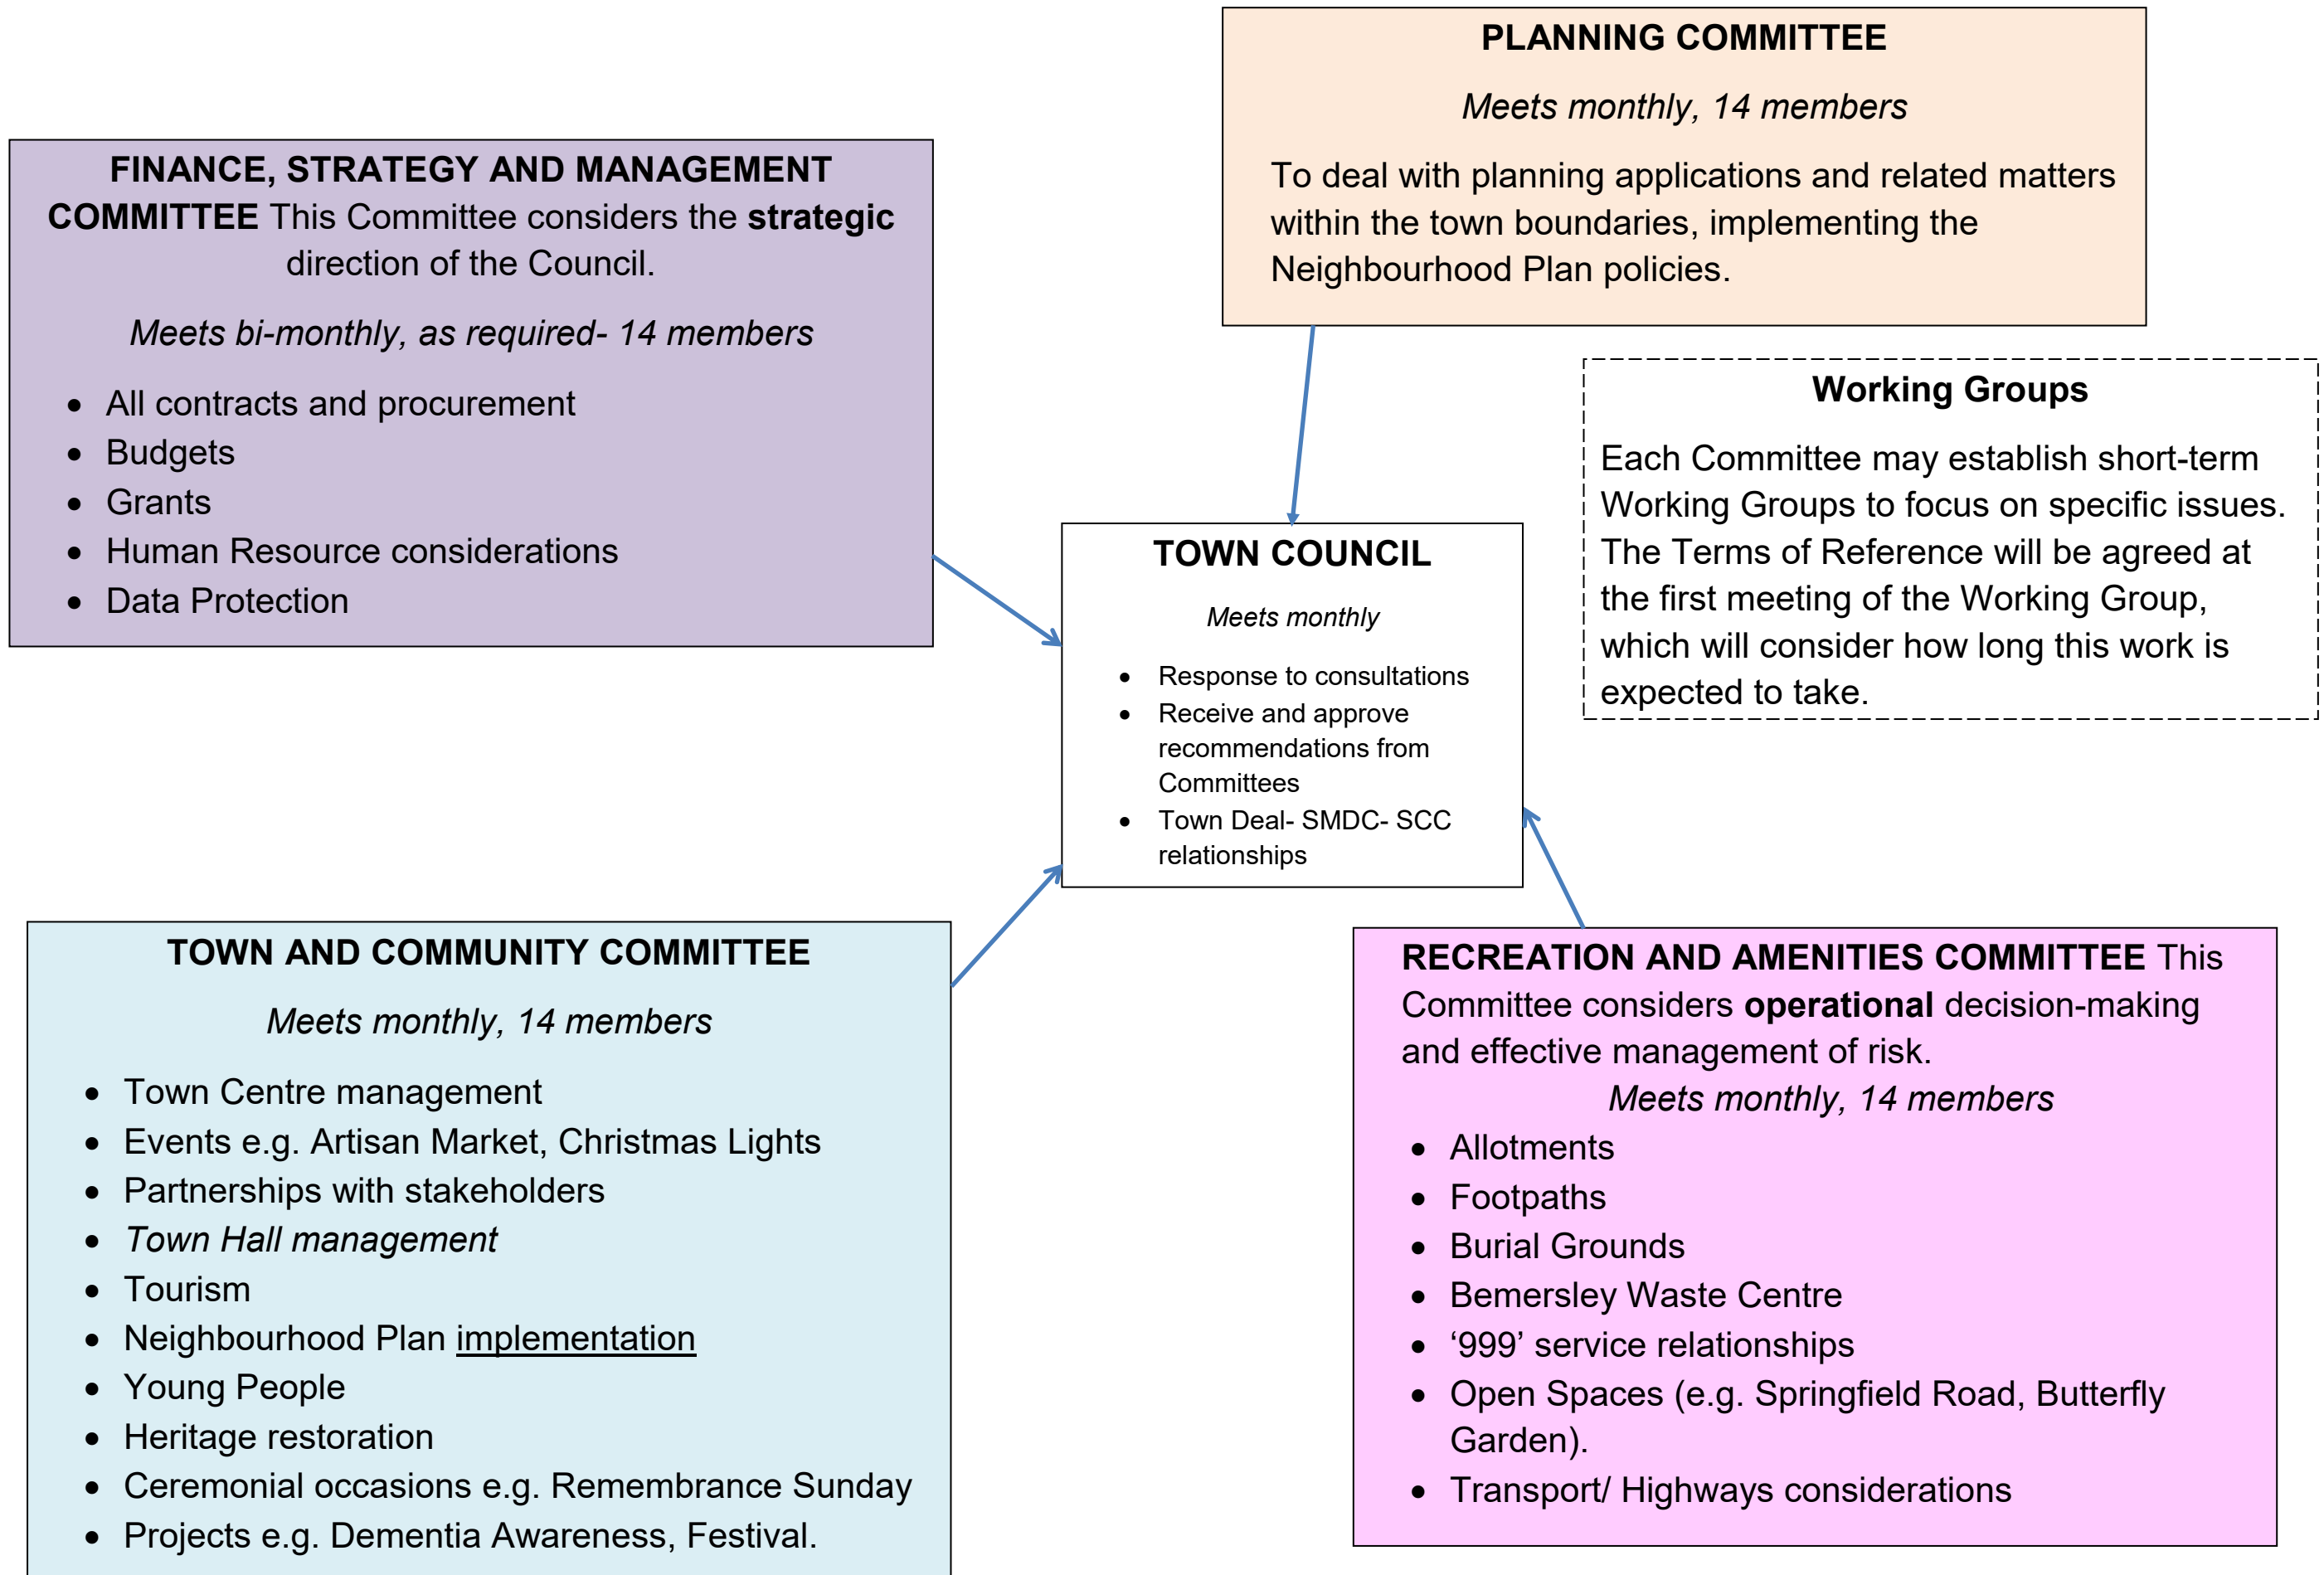 PLANNING COMMITTEE
Meets monthly, 14 members
To deal with planning applications and related matters
within the town boundaries, implementing the
Neighbourhood Plan policies.
FINANCE, STRATEGY AND MANAGEMENT
COMMITTEE This Committee considers the strategic
direction of the Council.
Meets bi-monthly, as required- 14 members
• All contracts and procurement
• Budgets
• Grants
• Human Resource considerations
• Data Protection
Working Groups
Each Committee may establish short-term
Working Groups to focus on specific issues.
The Terms of Reference will be agreed at
the first meeting of the Working Group,
which will consider how long this work is
expected to take.
TOWN COUNCIL
Meets monthly
• Response to consultations
• Receive and approve
recommendations from
Committees
• Town Deal- SMDC- SCC
relationships
TOWN AND COMMUNITY COMMITTEE
Meets monthly, 14 members
• Town Centre management
• Events e.g. Artisan Market, Christmas Lights
• Partnerships with stakeholders
• Town Hall management
• Tourism
• Neighbourhood Plan implementation
• Young People
• Heritage restoration
• Ceremonial occasions e.g. Remembrance Sunday
• Projects e.g. Dementia Awareness, Festival.
RECREATION AND AMENITIES COMMITTEE This
Committee considers operational decision-making
and effective management of risk.
Meets monthly, 14 members
• Allotments
• Footpaths
• Burial Grounds
• Bemersley Waste Centre
• ‘999’ service relationships
• Open Spaces (e.g. Springfield Road, Butterfly
Garden).
• Transport/ Highways considerations